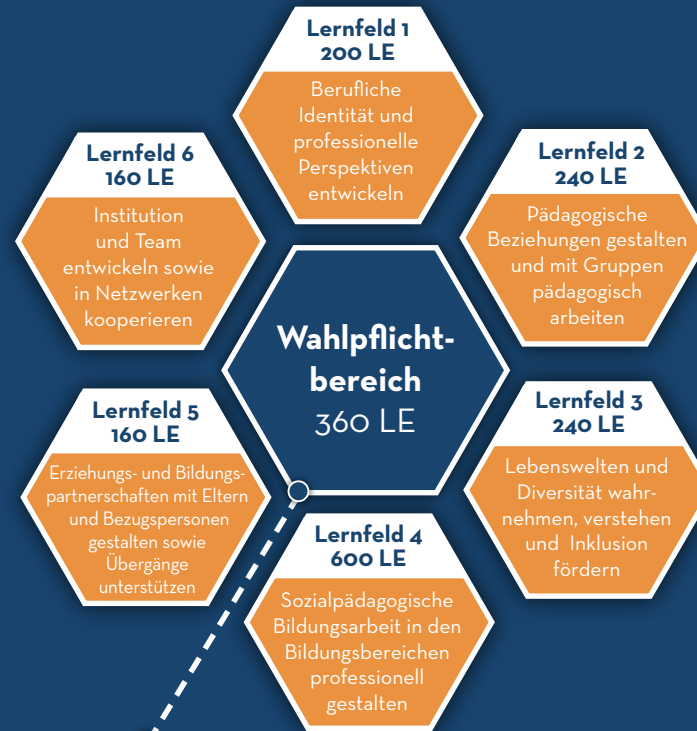 Lernfeld 1
200 LE
Berufliche
Identität und
professionelle
Perspektiven
entwickeln
Lernfeld 2
240 LE
Pädagogische
Beziehungen gestalten
und mit Gruppen
pädagogisch
arbeiten
Lernfeld 3
240 LE
Lebenswelten und
Diversität wahr-
nehmen, verstehen
und Inklusion
fördern
Lernfeld 4
600 LE
Sozialpädagogische
Bildungsarbeit in den
Bildungsbereichen
professionell
gestalten
Lernfeld 5
160 LE
Erziehungs- und Bildungs-
partnerschaften mit Eltern
und Bezugspersonen
gestalten sowie
Übergänge
unterstützen
Lernfeld 6
160 LE
Institution
und Team
entwickeln sowie
in Netzwerken
kooperieren
Wahlpflicht-
bereich
360 LE